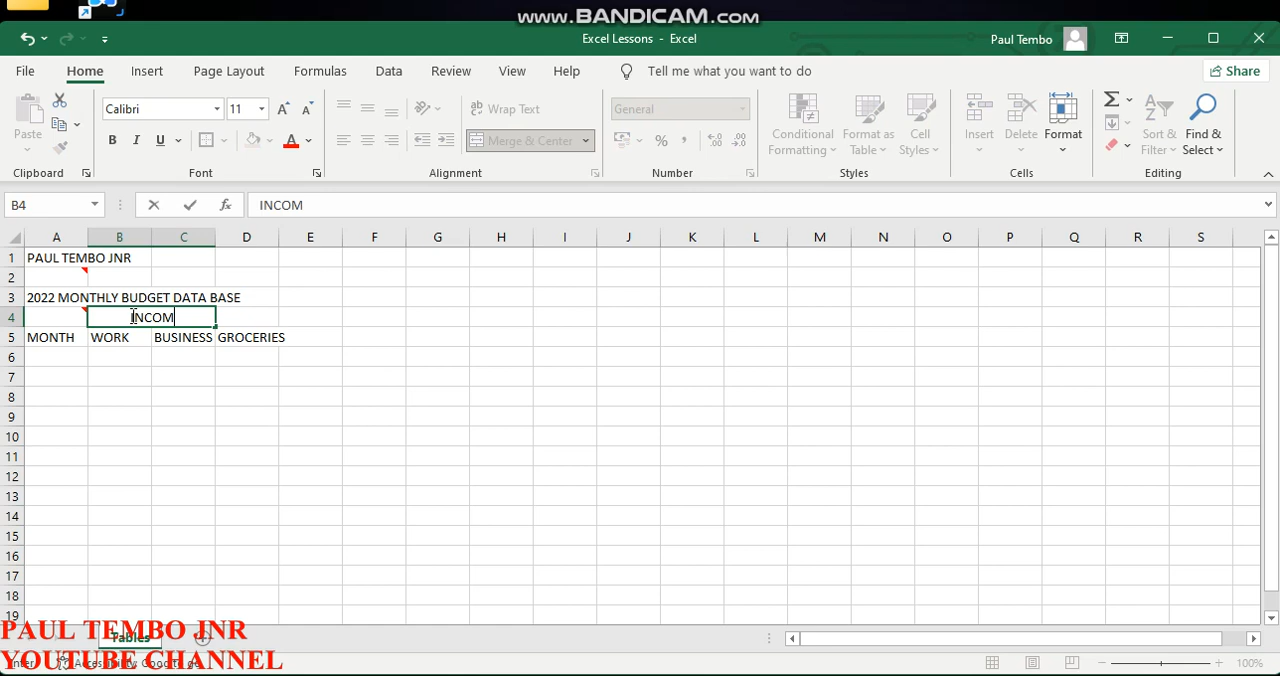 www.BANDICAM.com
Excel Lessons - Excel
Paul Tembo
File Home Insert Page Layout Formulas Data Review View Help Tell me what you want to do Share
Paste
Calibri 11
B I U A
Wrap Text
Merge & Center
General
%
Conditional Formatting
Format as Table
Cell Styles
Insert Delete Format
Sort & Filter
Find & Select
Clipboard Font Alignment Number Styles Cells Editing
B4 fx INCOM
A B C D E F G H I J K L M N O P Q R S
1 PAUL TEMBO JNR
2
3 2022 MONTHLY BUDGET DATA BASE
4 INCOM
5 MONTH WORK BUSINESS GROCERIES
6
7
8
9
10
11
12
13
14
15
16
17
18
19
PAUL TEMBO JNR
Tables
YOUTUBE CHANNEL
100%